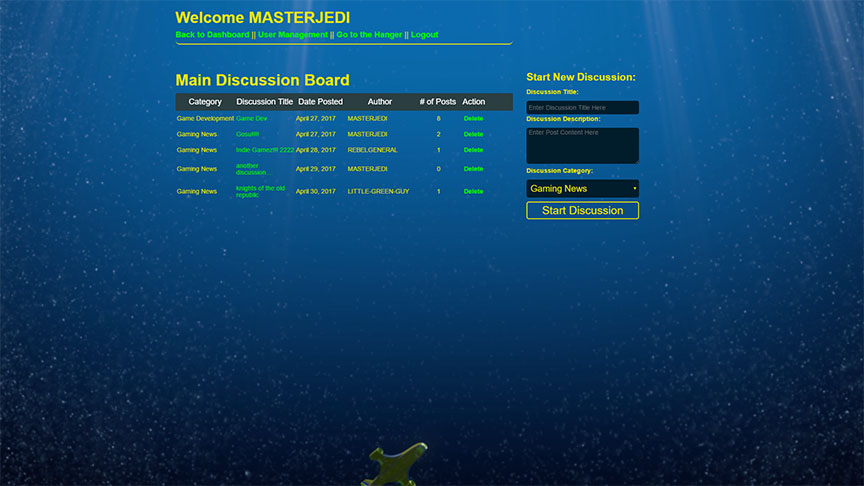 Welcome MASTERJEDI
Back to Dashboard || User Management || Go to the Hanger || Logout
Main Discussion Board
Category Discussion Title Date Posted Author # of Posts Action
Game Development Game Dev April 27, 2017 MASTERJEDI 8 Delete
Gaming News April 27, 2017 MASTERJEDI 2 Delete
Gaming News Indie Gamez!!! 2222 April 28, 2017 REBELGENERAL 1 Delete
Gaming News another discussion... April 29, 2017 MASTERJEDI 0 Delete
Gaming News knights of the old republic April 30, 2017 LITTLE-GREEN-GUY 1 Delete
Start New Discussion:
Discussion Title:
Enter Discussion Title Here
Discussion Description:
Enter Post Content Here
Discussion Category:
Gaming News
Start Discussion